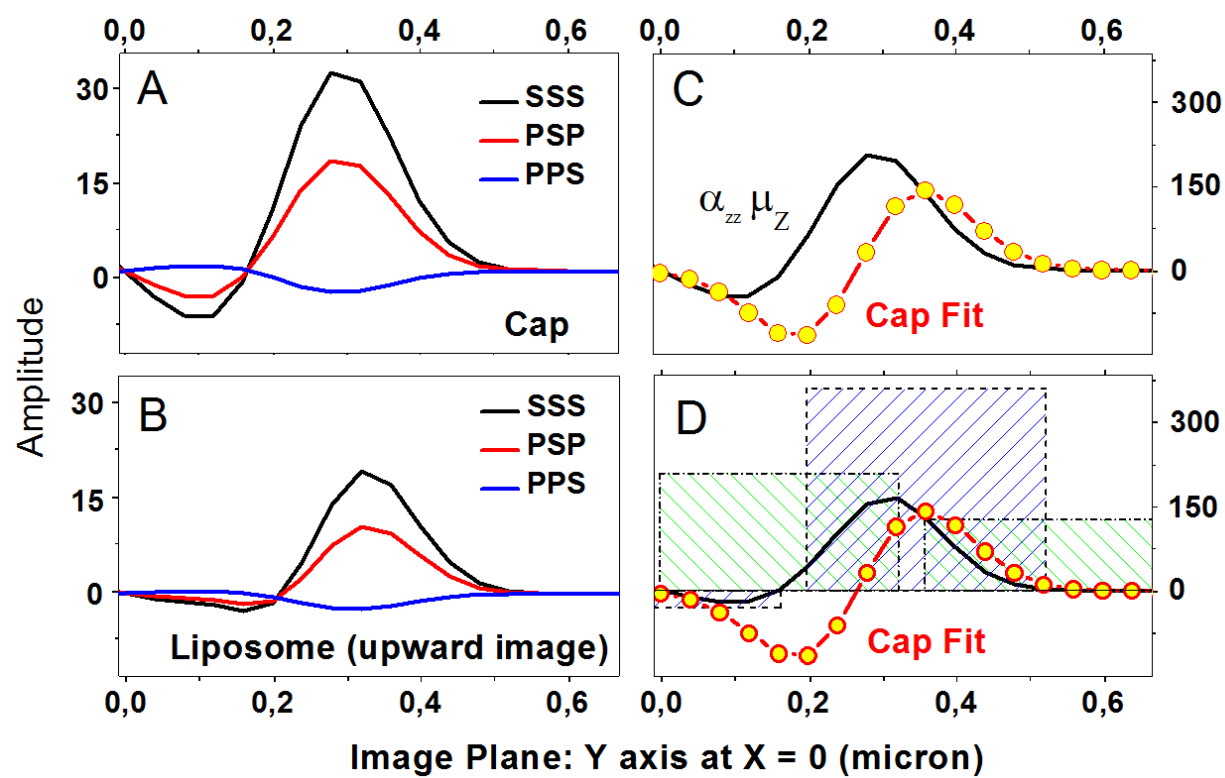 0,0 0,2 0,4 0,6
0,0 0,2 0,4 0,6
A
30
15
0
SSS
PSP
PPS
Cap
C
300
150
0
α_zz μ_Z
Cap Fit
B
30
15
0
SSS
PSP
PPS
Liposome (upward image)
D
300
150
0
Cap Fit
0,0 0,2 0,4 0,6
0,0 0,2 0,4 0,6
Amplitude
Image Plane: Y axis at X = 0 (micron)